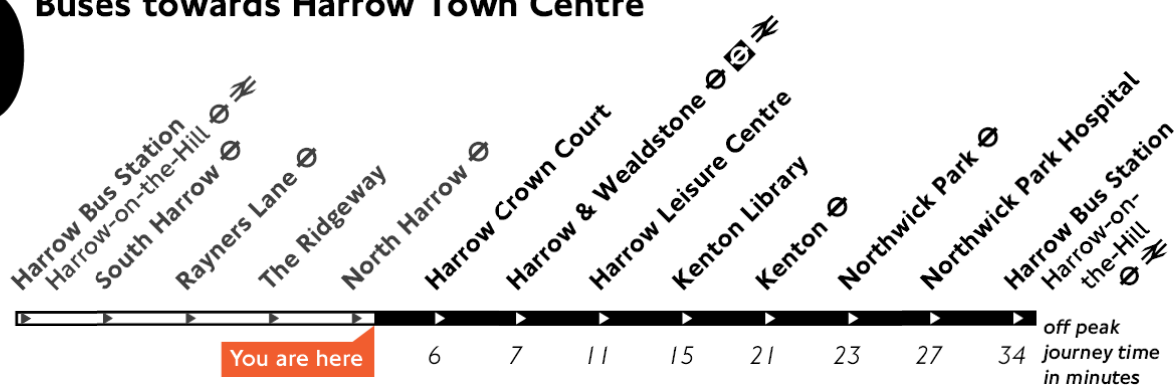 Buses towards Harrow Town Centre
Harrow Bus Station
Harrow-on-the-Hill
South Harrow
Rayners Lane
The Ridgeway
North Harrow
Harrow Crown Court
Harrow & Wealdstone
Harrow Leisure Centre
Kenton Library
Kenton
Northwick Park
Northwick Park Hospital
Harrow Bus Station
Harrow-on-
the-Hill
You are here
6 7 11 15 21 23 27 34
off peak
journey time
in minutes